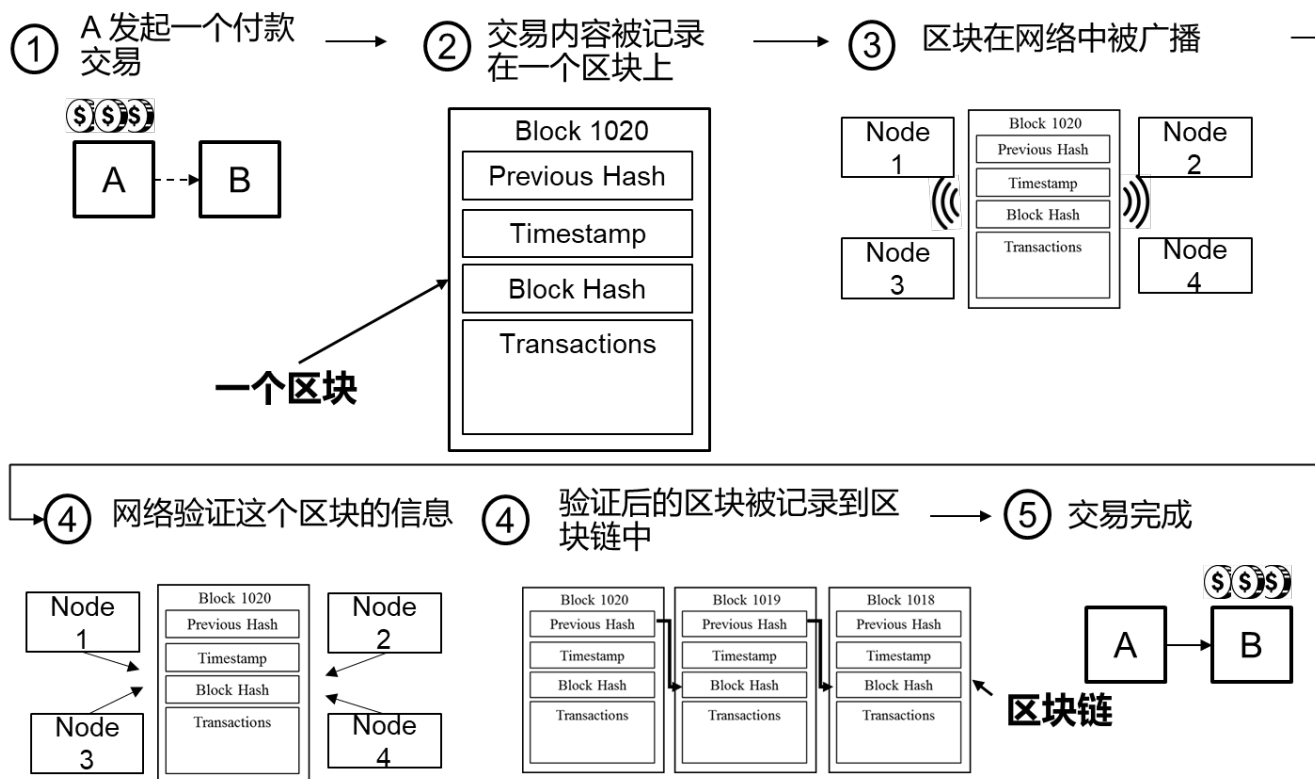 ① A 发起一个付款
交易
② 交易内容被记录
在一个区块上
③ 区块在网络中被广播
$ $ $
A
B
Block 1020
Previous Hash
Timestamp
Block Hash
Transactions
一个区块
Node
1
Node
2
Node
3
Node
4
Block 1020
Previous Hash
Timestamp
Block Hash
Transactions
④ 网络验证这个区块的信息
④ 验证后的区块被记录到区
块链中
⑤ 交易完成
Node
1
Node
2
Node
3
Node
4
Block 1020
Previous Hash
Timestamp
Block Hash
Transactions
Block 1020
Previous Hash
Timestamp
Block Hash
Transactions
Block 1019
Previous Hash
Timestamp
Block Hash
Transactions
Block 1018
Previous Hash
Timestamp
Block Hash
Transactions
区块链
$ $ $
A
B